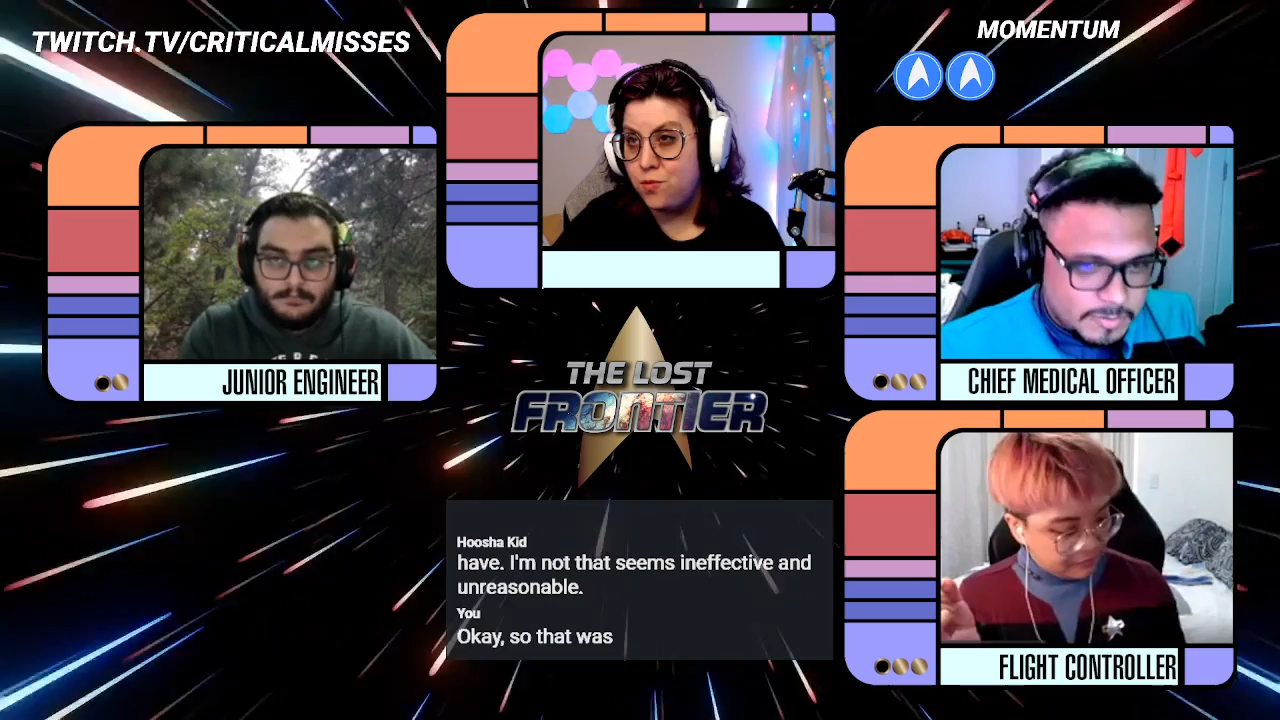 TWITCH.TV/CRITICALMISSES
MOMENTUM
JUNIOR ENGINEER
CHIEF MEDICAL OFFICER
THE LOST
FRONTIER
Hoosha Kid
have. I'm not that seems ineffective and
unreasonable.
You
Okay, so that was
FLIGHT CONTROLLER